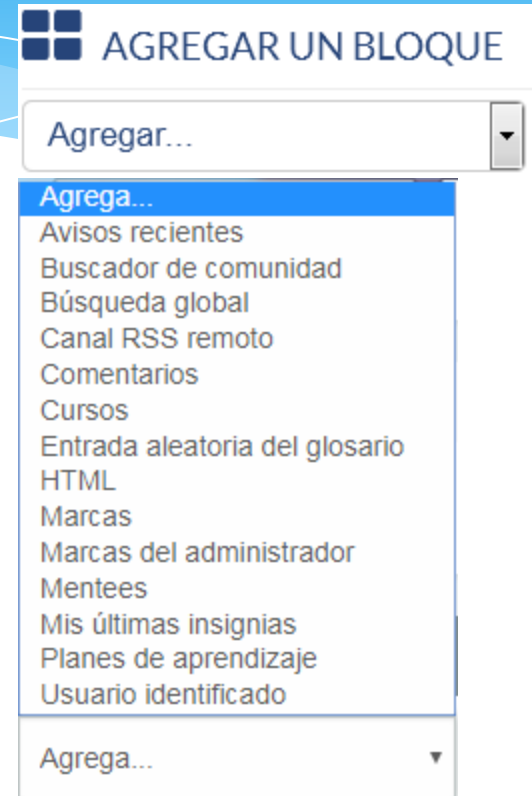 AGREGAR UN BLOQUE
Agregar...
Agrega...
Avisos recientes
Buscador de comunidad
Búsqueda global
Canal RSS remoto
Comentarios
Cursos
Entrada aleatoria del glosario
HTML
Marcas
Marcas del administrador
Mentees
Mis últimas insignias
Planes de aprendizaje
Usuario identificado
Agrega...